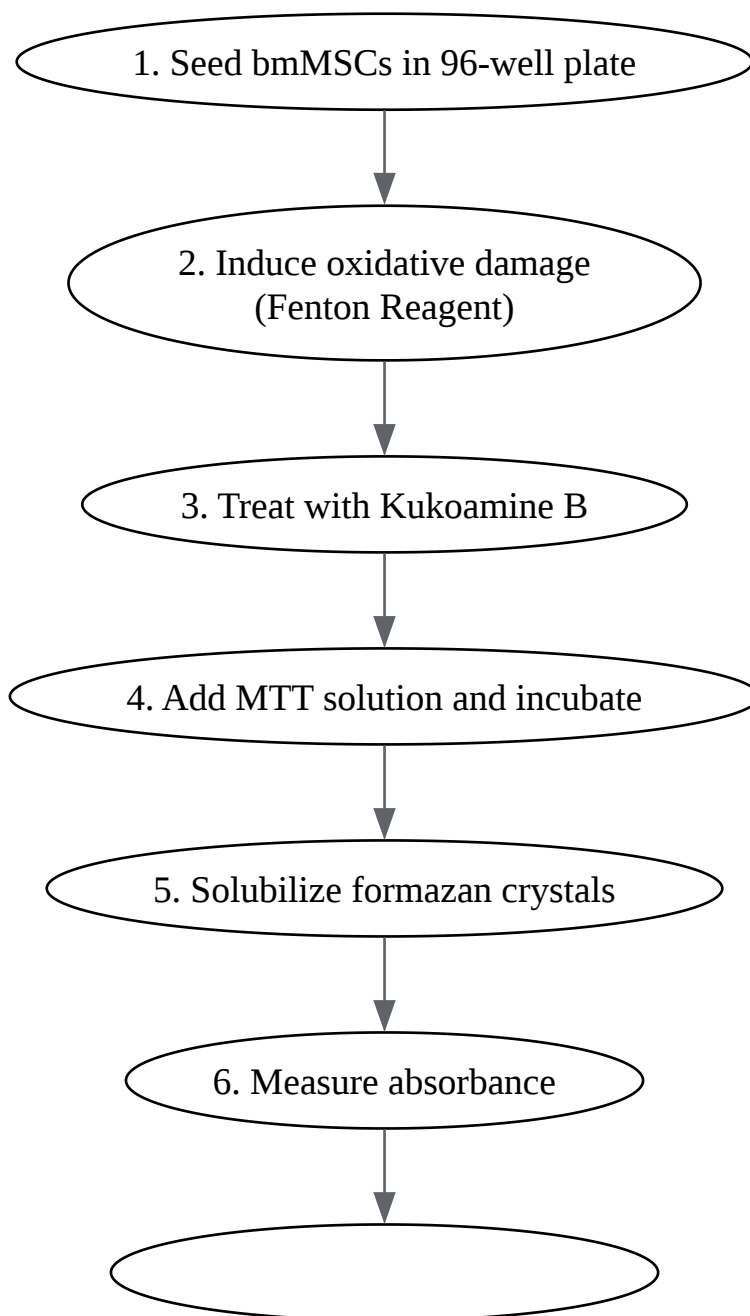 1. Seed bmMSCs in 96-well plate
2. Induce oxidative damage
(Fenton Reagent)
3. Treat with Kukoamine B
4. Add MTT solution and incubate
5. Solubilize formazan crystals
6. Measure absorbance